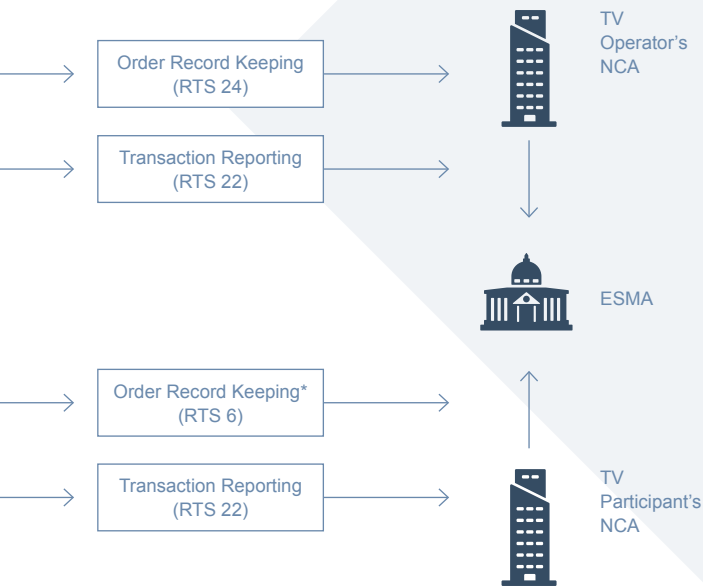 TV
Operator's
NCA
Order Record Keeping
(RTS 24)
Transaction Reporting
(RTS 22)
ESMA
Order Record Keeping*
(RTS 6)
Transaction Reporting
(RTS 22)
TV
Participant's
NCA